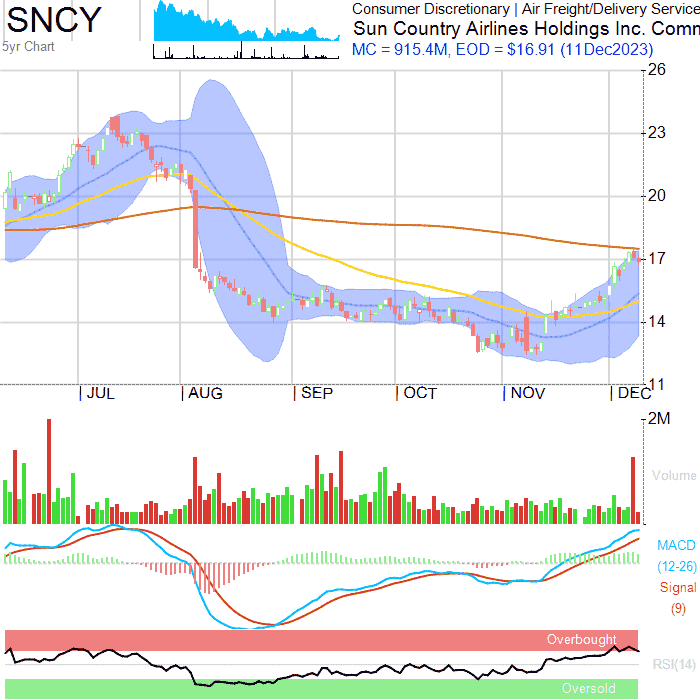 SNCY
5yr Chart
Consumer Discretionary | Air Freight/Delivery Service
Sun Country Airlines Holdings Inc. Comm
MC = 915.4M, EOD = $16.91 (11Dec2023)
26
23
20
17
14
11
JUL AUG SEP OCT NOV DEC
2M
Volume
MACD
(12-26)
Signal
(9)
Overbought
RSI(14)
Oversold